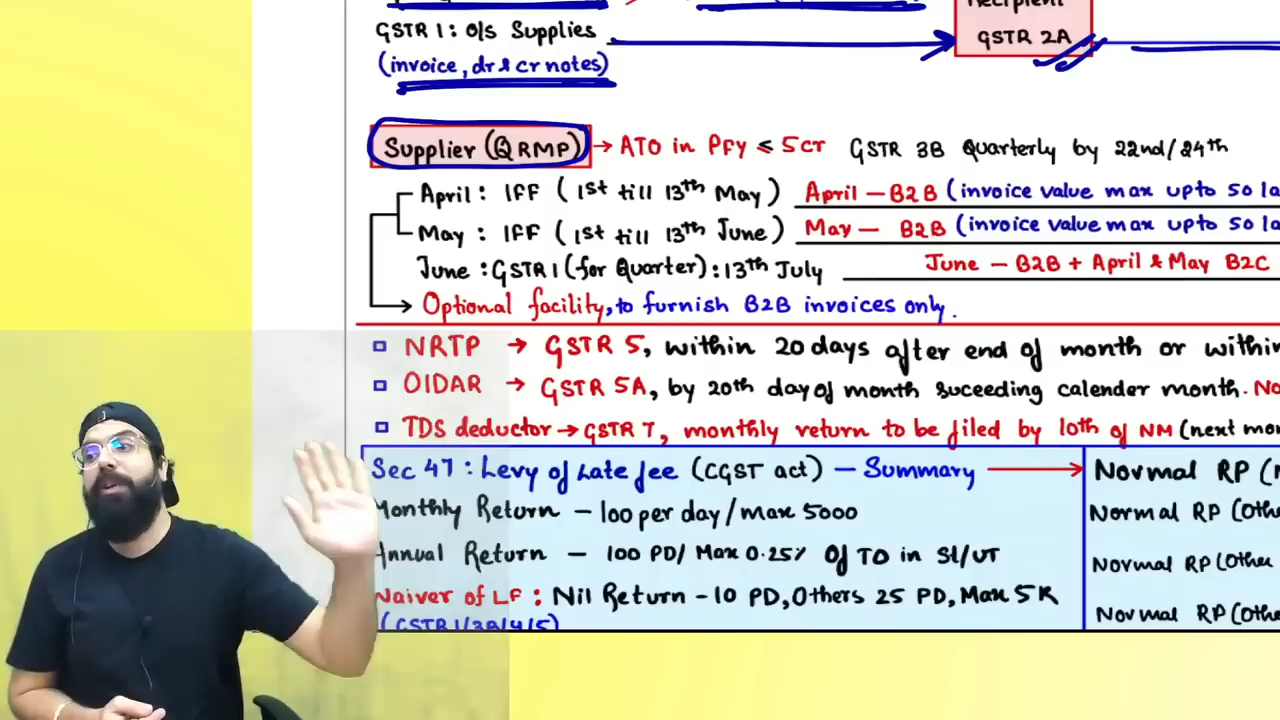 Recipient
GSTR 1: O/s Supplies
GSTR 2A
(invoice, dr & cr notes)
Supplier (QRMP) → ATO in PFY ≤ 5cr GSTR 3B Quarterly by 22nd/24th
April : IFF ( 1st till 13th May ) April – B2B (invoice value max upto 50 la
May : IFF ( 1st till 13th June ) May – B2B (invoice value max upto 50 la
June : GSTR 1 (for Quarter) : 13th July June – B2B + April & May B2C
Optional facility, to furnish B2B invoices only.
NRTP → GSTR 5, within 20 days after end of month or within
OIDAR → GSTR 5A, by 20th day of month suceeding calender month. No
TDS deductor → GSTR 7, monthly return to be filed by 10th of NM (next mon
Sec 47 : Levy of Late fee (CGST act) – Summary → Normal RP (
Monthly Return – 100 per day / max 5000 Normal RP (Othe
Annual Return – 100 PD / Max 0.25% Of TO in St/UT Normal RP (Other
Waiver of LF : Nil Return – 10 PD, Others 25 PD, Max 5K Normal RP (Othe
(GSTR 1/3B/4/5)